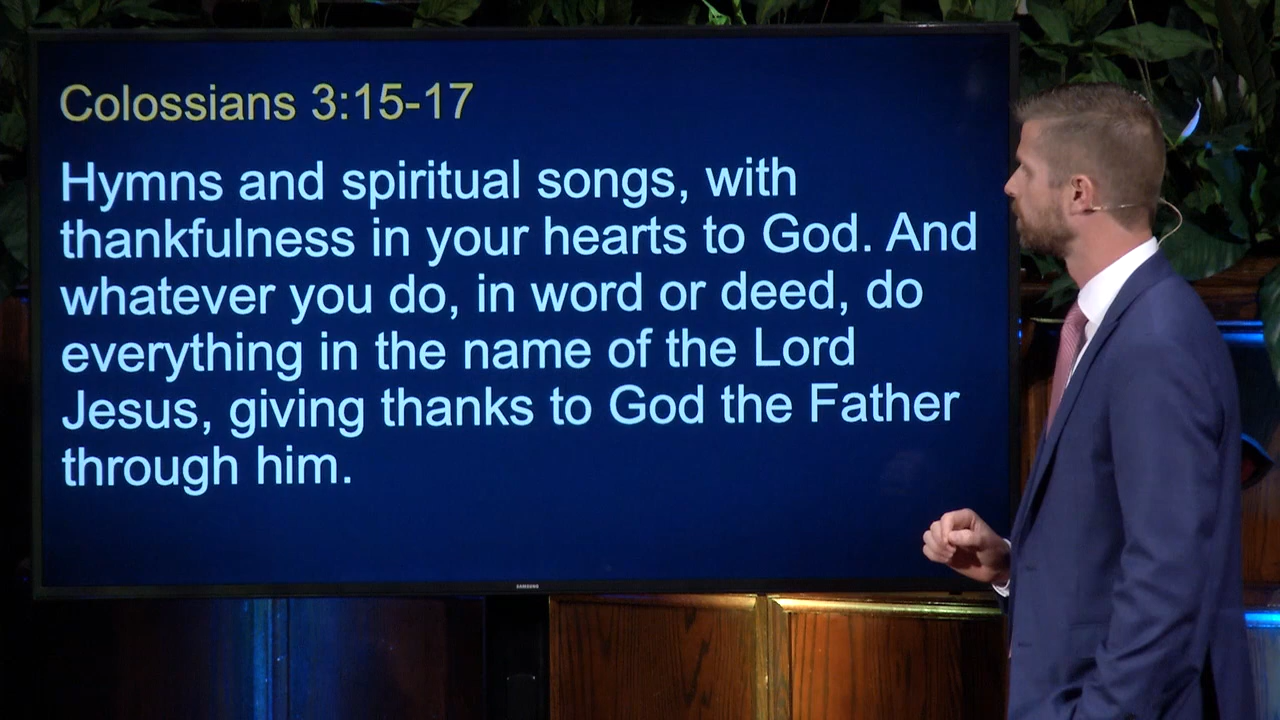 Colossians 3:15-17
Hymns and spiritual songs, with
thankfulness in your hearts to God. And
whatever you do, in word or deed, do
everything in the name of the Lord
Jesus, giving thanks to God the Father
through him.
SAMSUNG